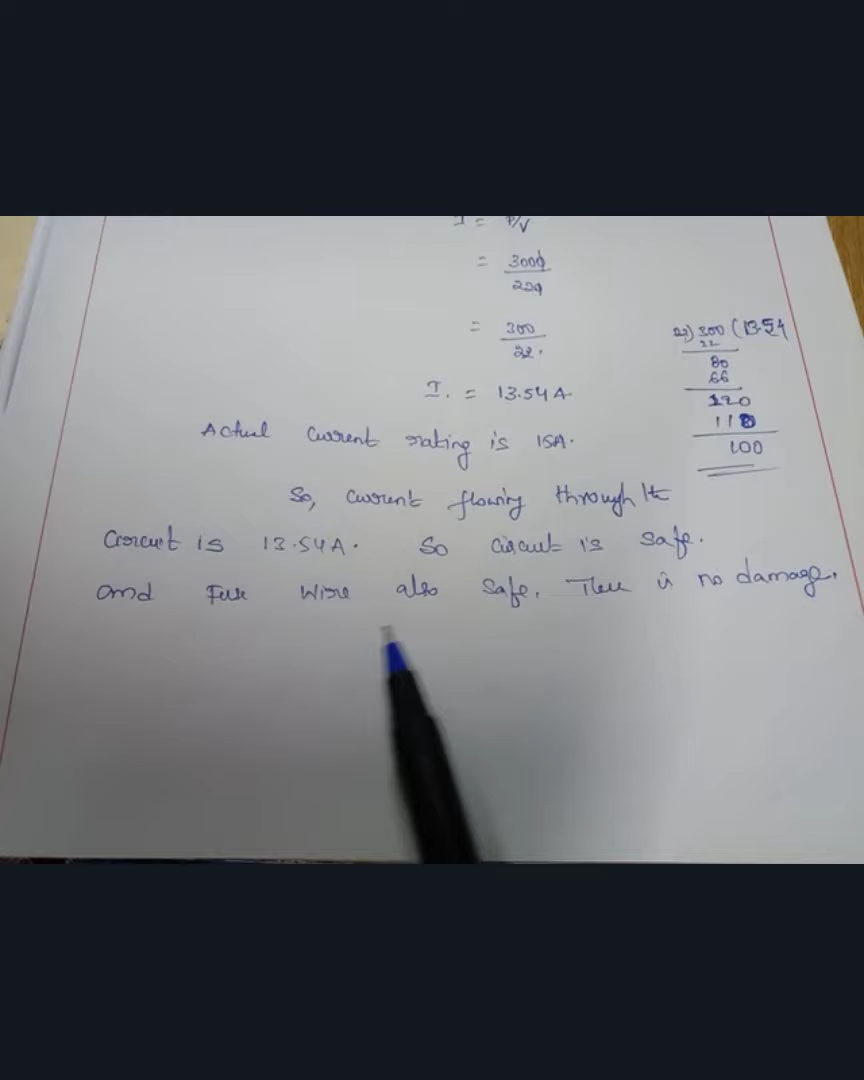 I = P/V
= 3000/220
= 300/22.
I. = 13.54 A.
22) 300 (13.54
22
80
66
120
110
100
Actual Current rating is 15A.
So, current flowing through the
Circuit is 13.54A. So circuit is safe.
and Fuse wire also safe. There is no damage.